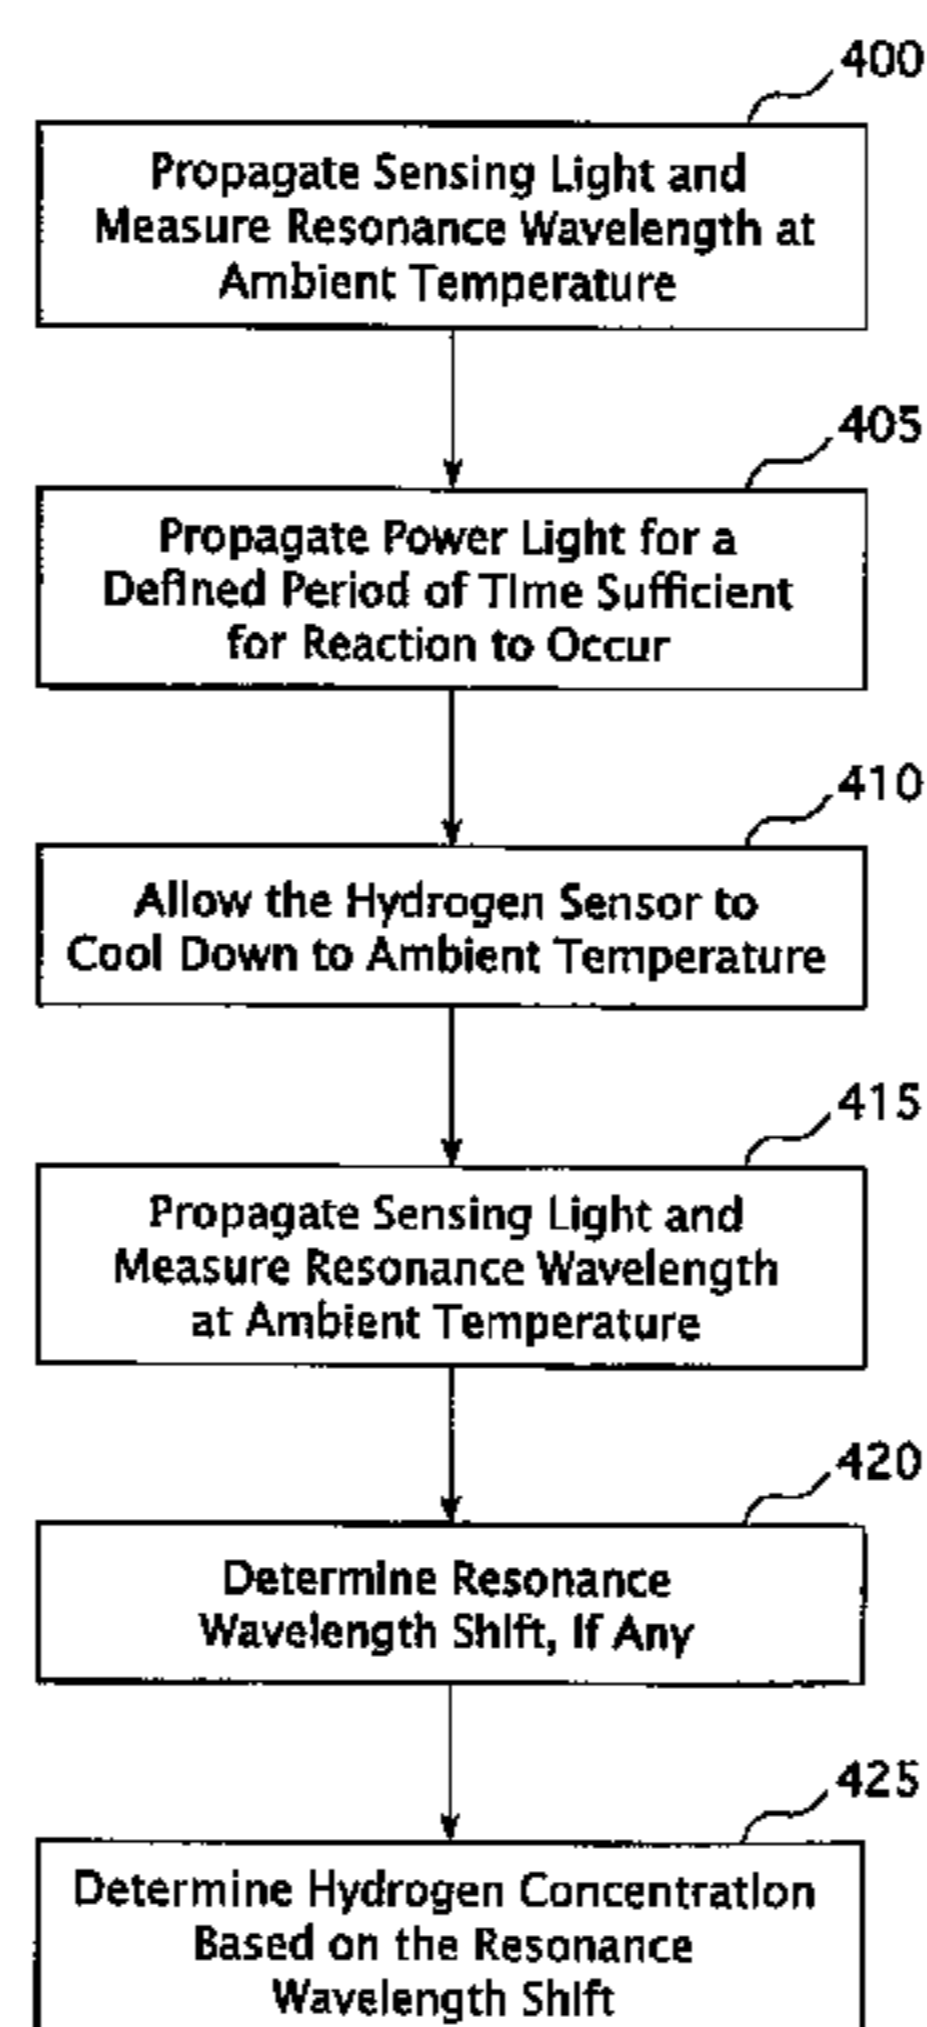 400
Propagate Sensing Light and
Measure Resonance Wavelength at
Ambient Temperature
405
Propagate Power Light for a
Defined Period of Time Sufficient
for Reaction to Occur
410
Allow the Hydrogen Sensor to
Cool Down to Ambient Temperature
415
Propagate Sensing Light and
Measure Resonance Wavelength
at Ambient Temperature
420
Determine Resonance
Wavelength Shift, If Any
425
Determine Hydrogen Concentration
Based on the Resonance
Wavelength Shift